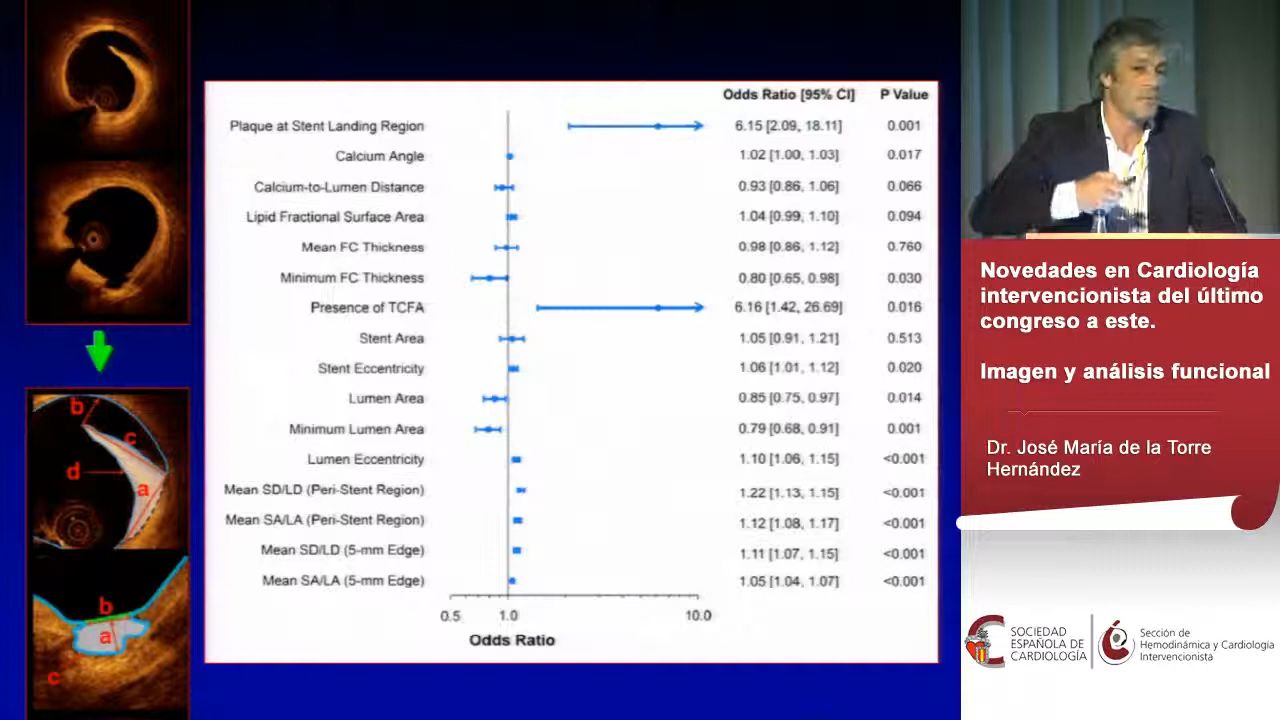 Odds Ratio [95% CI] P Value
Plaque at Stent Landing Region 6.15 [2.09, 18.11] 0.001
Calcium Angle 1.02 [1.00, 1.03] 0.017
Calcium-to-Lumen Distance 0.93 [0.86, 1.06] 0.066
Lipid Fractional Surface Area 1.04 [0.99, 1.10] 0.094
Mean FC Thickness 0.98 [0.86, 1.12] 0.760
Minimum FC Thickness 0.80 [0.65, 0.98] 0.030
Presence of TCFA 6.16 [1.42, 26.69] 0.016
Stent Area 1.05 [0.91, 1.21] 0.513
Stent Eccentricity 1.06 [1.01, 1.12] 0.020
Lumen Area 0.85 [0.75, 0.97] 0.014
Minimum Lumen Area 0.79 [0.68, 0.91] 0.001
Lumen Eccentricity 1.10 [1.06, 1.15] <0.001
Mean SD/LD (Peri-Stent Region) 1.22 [1.13, 1.15] <0.001
Mean SA/LA (Peri-Stent Region) 1.12 [1.08, 1.17] <0.001
Mean SD/LD (5-mm Edge) 1.11 [1.07, 1.15] <0.001
Mean SA/LA (5-mm Edge) 1.05 [1.04, 1.07] <0.001
0.5 1.0 10.0
Odds Ratio
b
c
d
a
b
a
c
Novedades en Cardiología
intervencionista del último
congreso a este.
Imagen y análisis funcional
Dr. José María de la Torre
Hernández
SOCIEDAD
ESPAÑOLA DE
CARDIOLOGÍA
Sección de
Hemodinámica y Cardiología
Intervencionista